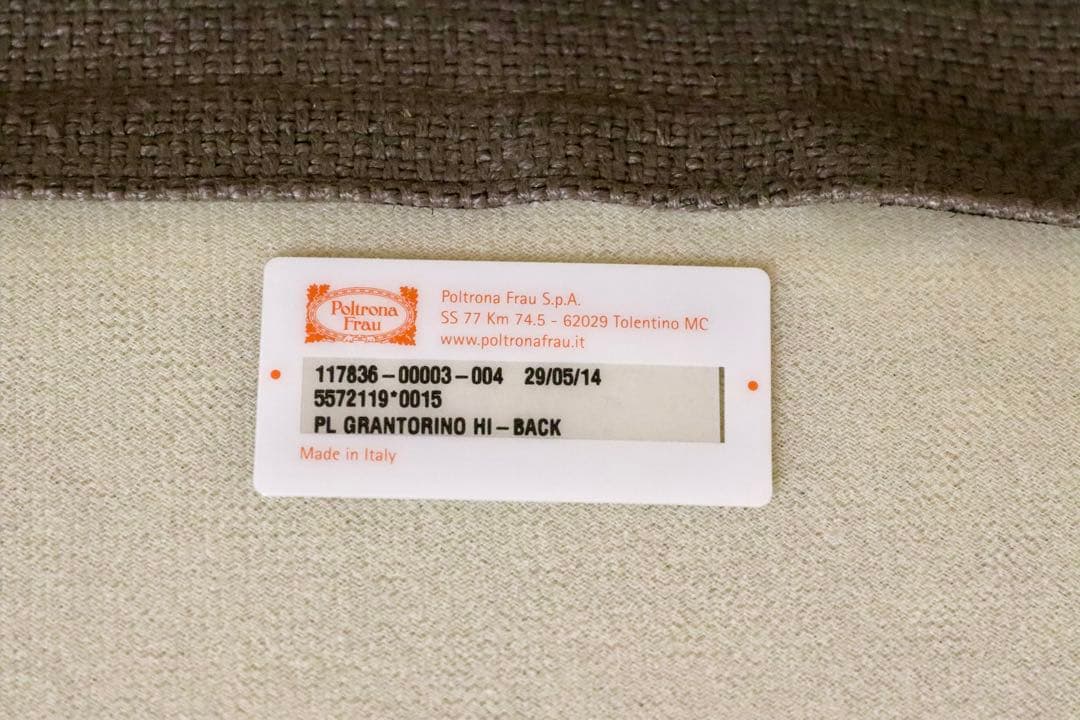 Poltrona
Frau
Poltrona Frau S.p.A.
SS 77 Km 74.5 - 62029 Tolentino MC
www.poltronafrau.it
117836-00003-004 29/05/14
5572119*0015
PL GRANTORINO HI-BACK
Made in Italy